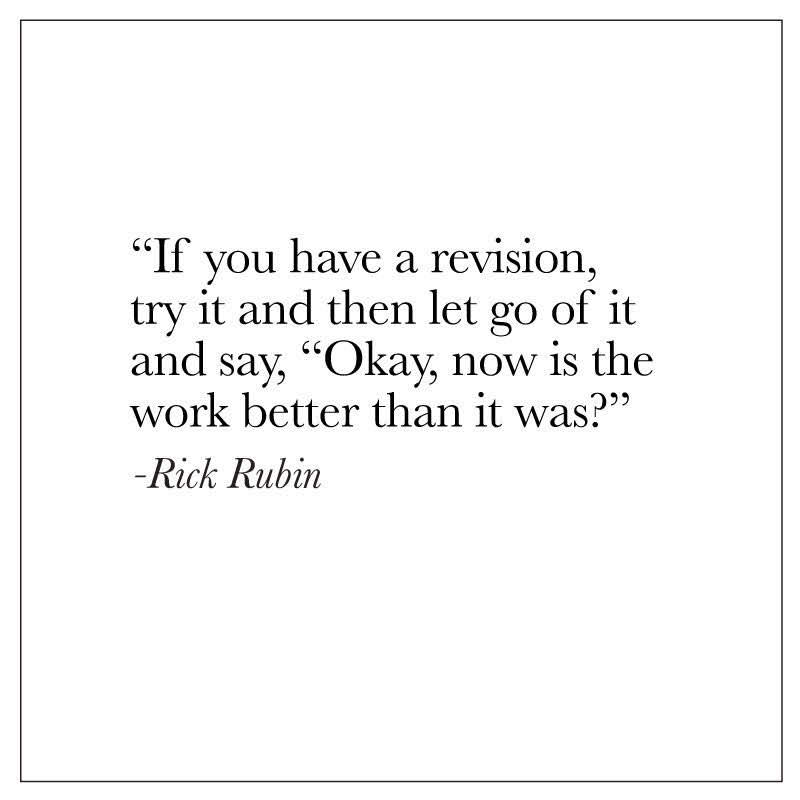 “If you have a revision,
try it and then let go of it
and say, “Okay, now is the
work better than it was?”
-Rick Rubin